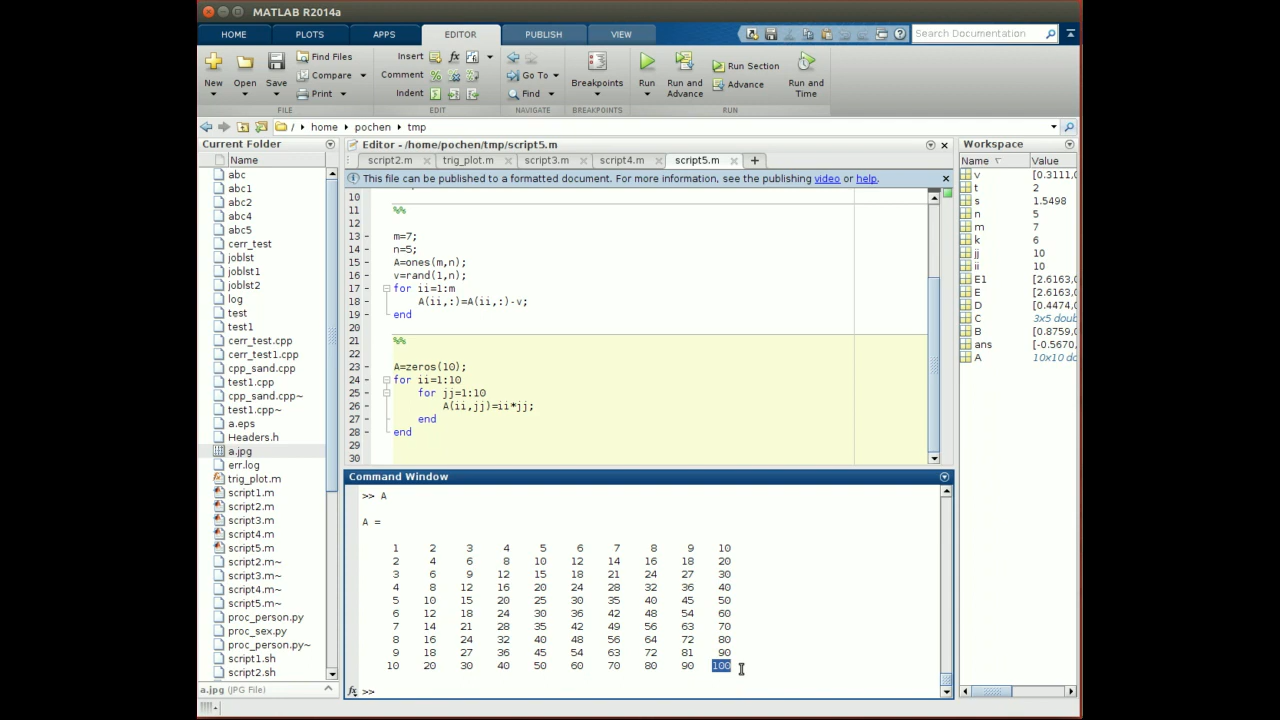 MATLAB R2014a
HOME PLOTS APPS EDITOR PUBLISH VIEW Search Documentation
New Open Save Find Files Compare Print
Insert Comment Indent
Go To Find
Breakpoints Run Run and Advance Run Section Advance Run and Time
FILE EDIT NAVIGATE BREAKPOINTS RUN
/ home pochen tmp
Current Folder
Name
abc
abc1
abc2
abc4
abc5
cerr_test
joblst
joblst1
joblst2
log
test
test1
cerr_test.cpp
cerr_test1.cpp
cpp_sand.cpp
test1.cpp
cpp_sand.cpp~
test1.cpp~
a.eps
Headers.h
a.jpg
err.log
trig_plot.m
script1.m
script2.m
script3.m
script4.m
script5.m
script2.m~
script3.m~
script4.m~
script5.m~
proc_person.py
proc_sex.py
proc_person.py~
script1.sh
script2.sh
a.jpg (JPG File)
Editor - /home/pochen/tmp/script5.m
script2.m trig_plot.m script3.m script4.m script5.m
This file can be published to a formatted document. For more information, see the publishing video or help.
10
11 %%
12
13 m=7;
14 n=5;
15 A=ones(m,n);
16 v=rand(1,n);
17 for ii=1:m
18 A(ii,:)=A(ii,:)-v;
19 end
20
21 %%
22
23 A=zeros(10);
24 for ii=1:10
25 for jj=1:10
26 A(ii,jj)=ii*jj;
27 end
28 end
29
30
Command Window
>> A
A =
1 2 3 4 5 6 7 8 9 10
2 4 6 8 10 12 14 16 18 20
3 6 9 12 15 18 21 24 27 30
4 8 12 16 20 24 28 32 36 40
5 10 15 20 25 30 35 40 45 50
6 12 18 24 30 36 42 48 54 60
7 14 21 28 35 42 49 56 63 70
8 16 24 32 40 48 56 64 72 80
9 18 27 36 45 54 63 72 81 90
10 20 30 40 50 60 70 80 90 100
fx >>
Workspace
Name Value
v [0.3111,
t 2
s 1.5498
n 5
m 7
k 6
jj 10
ii 10
E1 [2.6163,
E [2.6163,
D [0.4474,
C 3x5 doub
B [0.8759,
ans [-0.5670,
A 10x10 do